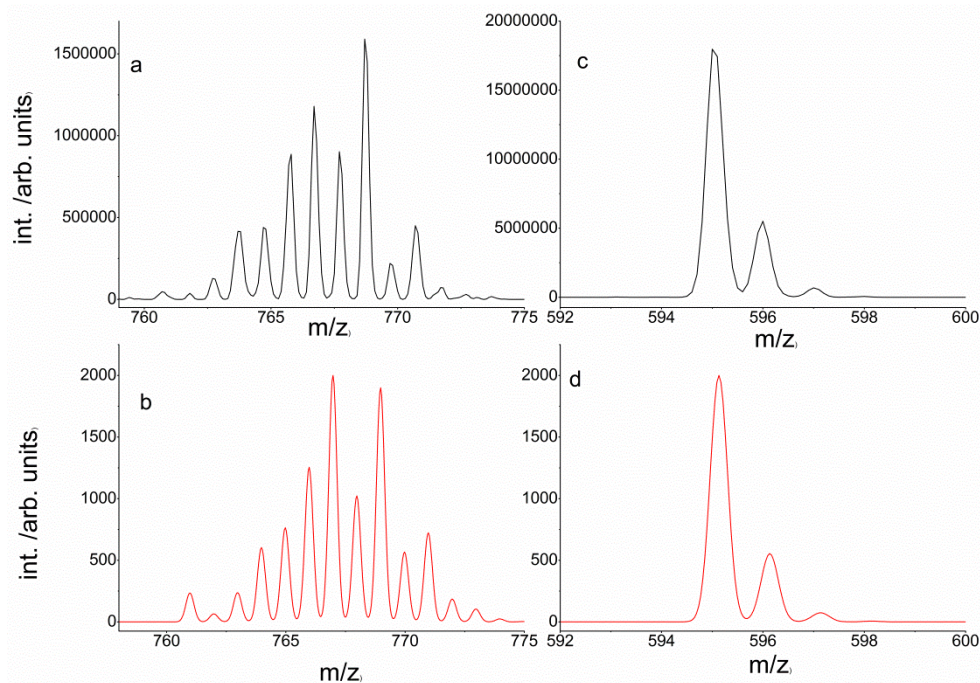 a
1500000
1000000
500000
0
int. /arb. units)
760 765 770 775
m/z)
c
20000000
15000000
10000000
5000000
0
592 594 596 598 600
m/z)
b
2000
1500
1000
500
0
int. /arb. units)
760 765 770 775
m/z)
d
2000
1500
1000
500
0
592 594 596 598 600
m/z)